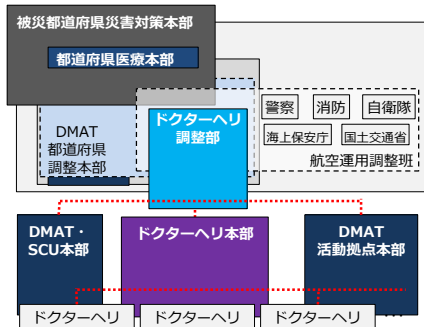 被災都道府県災害対策本部
都道府県医療本部
ドクターヘリ
調整部
警察
消防
自衛隊
海上保安庁
国土交通省
航空運用調整班
DMAT
都道府県
調整本部
DMAT・
SCU本部
ドクターヘリ本部
DMAT
活動拠点本部
ドクターヘリ
ドクターヘリ
ドクターヘリ
…